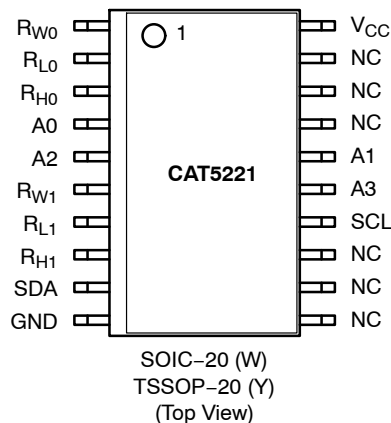 RW0 1 VCC
RL0 NC
RH0 NC
A0 NC
A2 CAT5221 A1
RW1 A3
RL1 SCL
RH1 NC
SDA NC
GND NC
SOIC−20 (W)
TSSOP−20 (Y)
(Top View)